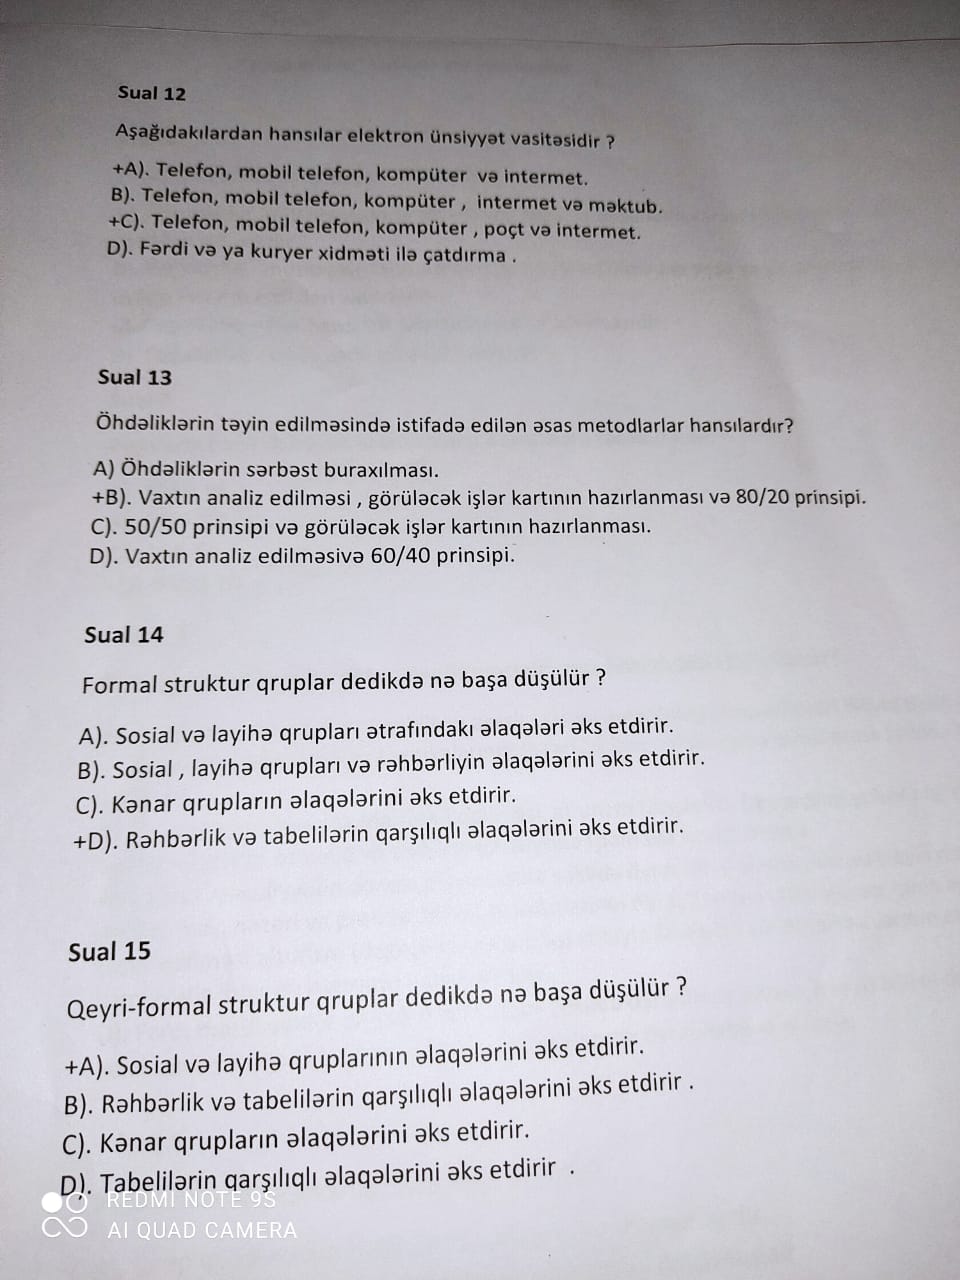 Sual 12
Aşağıdakılardan hansılar elektron ünsiyyət vasitəsidir ?
+A). Telefon, mobil telefon, kompüter və intermet.
B). Telefon, mobil telefon, kompüter , intermet və məktub.
+C). Telefon, mobil telefon, kompüter , poçt və intermet.
D). Fərdi və ya kuryer xidməti ilə çatdırma .
Sual 13
Öhdəliklərin təyin edilməsində istifadə edilən əsas metodlarlar hansılardır?
A) Öhdəliklərin sərbəst buraxılması.
+B). Vaxtın analiz edilməsi , görüləcək işlər kartının hazırlanması və 80/20 prinsipi.
C). 50/50 prinsipi və görüləcək işlər kartının hazırlanması.
D). Vaxtın analiz edilməsivə 60/40 prinsipi.
Sual 14
Formal struktur qruplar dedikdə nə başa düşülür ?
A). Sosial və layihə qrupları ətrafındakı əlaqələri əks etdirir.
B). Sosial , layihə qrupları və rəhbərliyin əlaqələrini əks etdirir.
C). Kənar qrupların əlaqələrini əks etdirir.
+D). Rəhbərlik və tabelilərin qarşılıqlı əlaqələrini əks etdirir.
Sual 15
Qeyri-formal struktur qruplar dedikdə nə başa düşülür ?
+A). Sosial və layihə qruplarının əlaqələrini əks etdirir.
B). Rəhbərlik və tabelilərin qarşılıqlı əlaqələrini əks etdirir .
C). Kənar qrupların əlaqələrini əks etdirir.
D). Tabelilərin qarşılıqlı əlaqələrini əks etdirir .
REDMI NOTE 9S
AI QUAD CAMERA